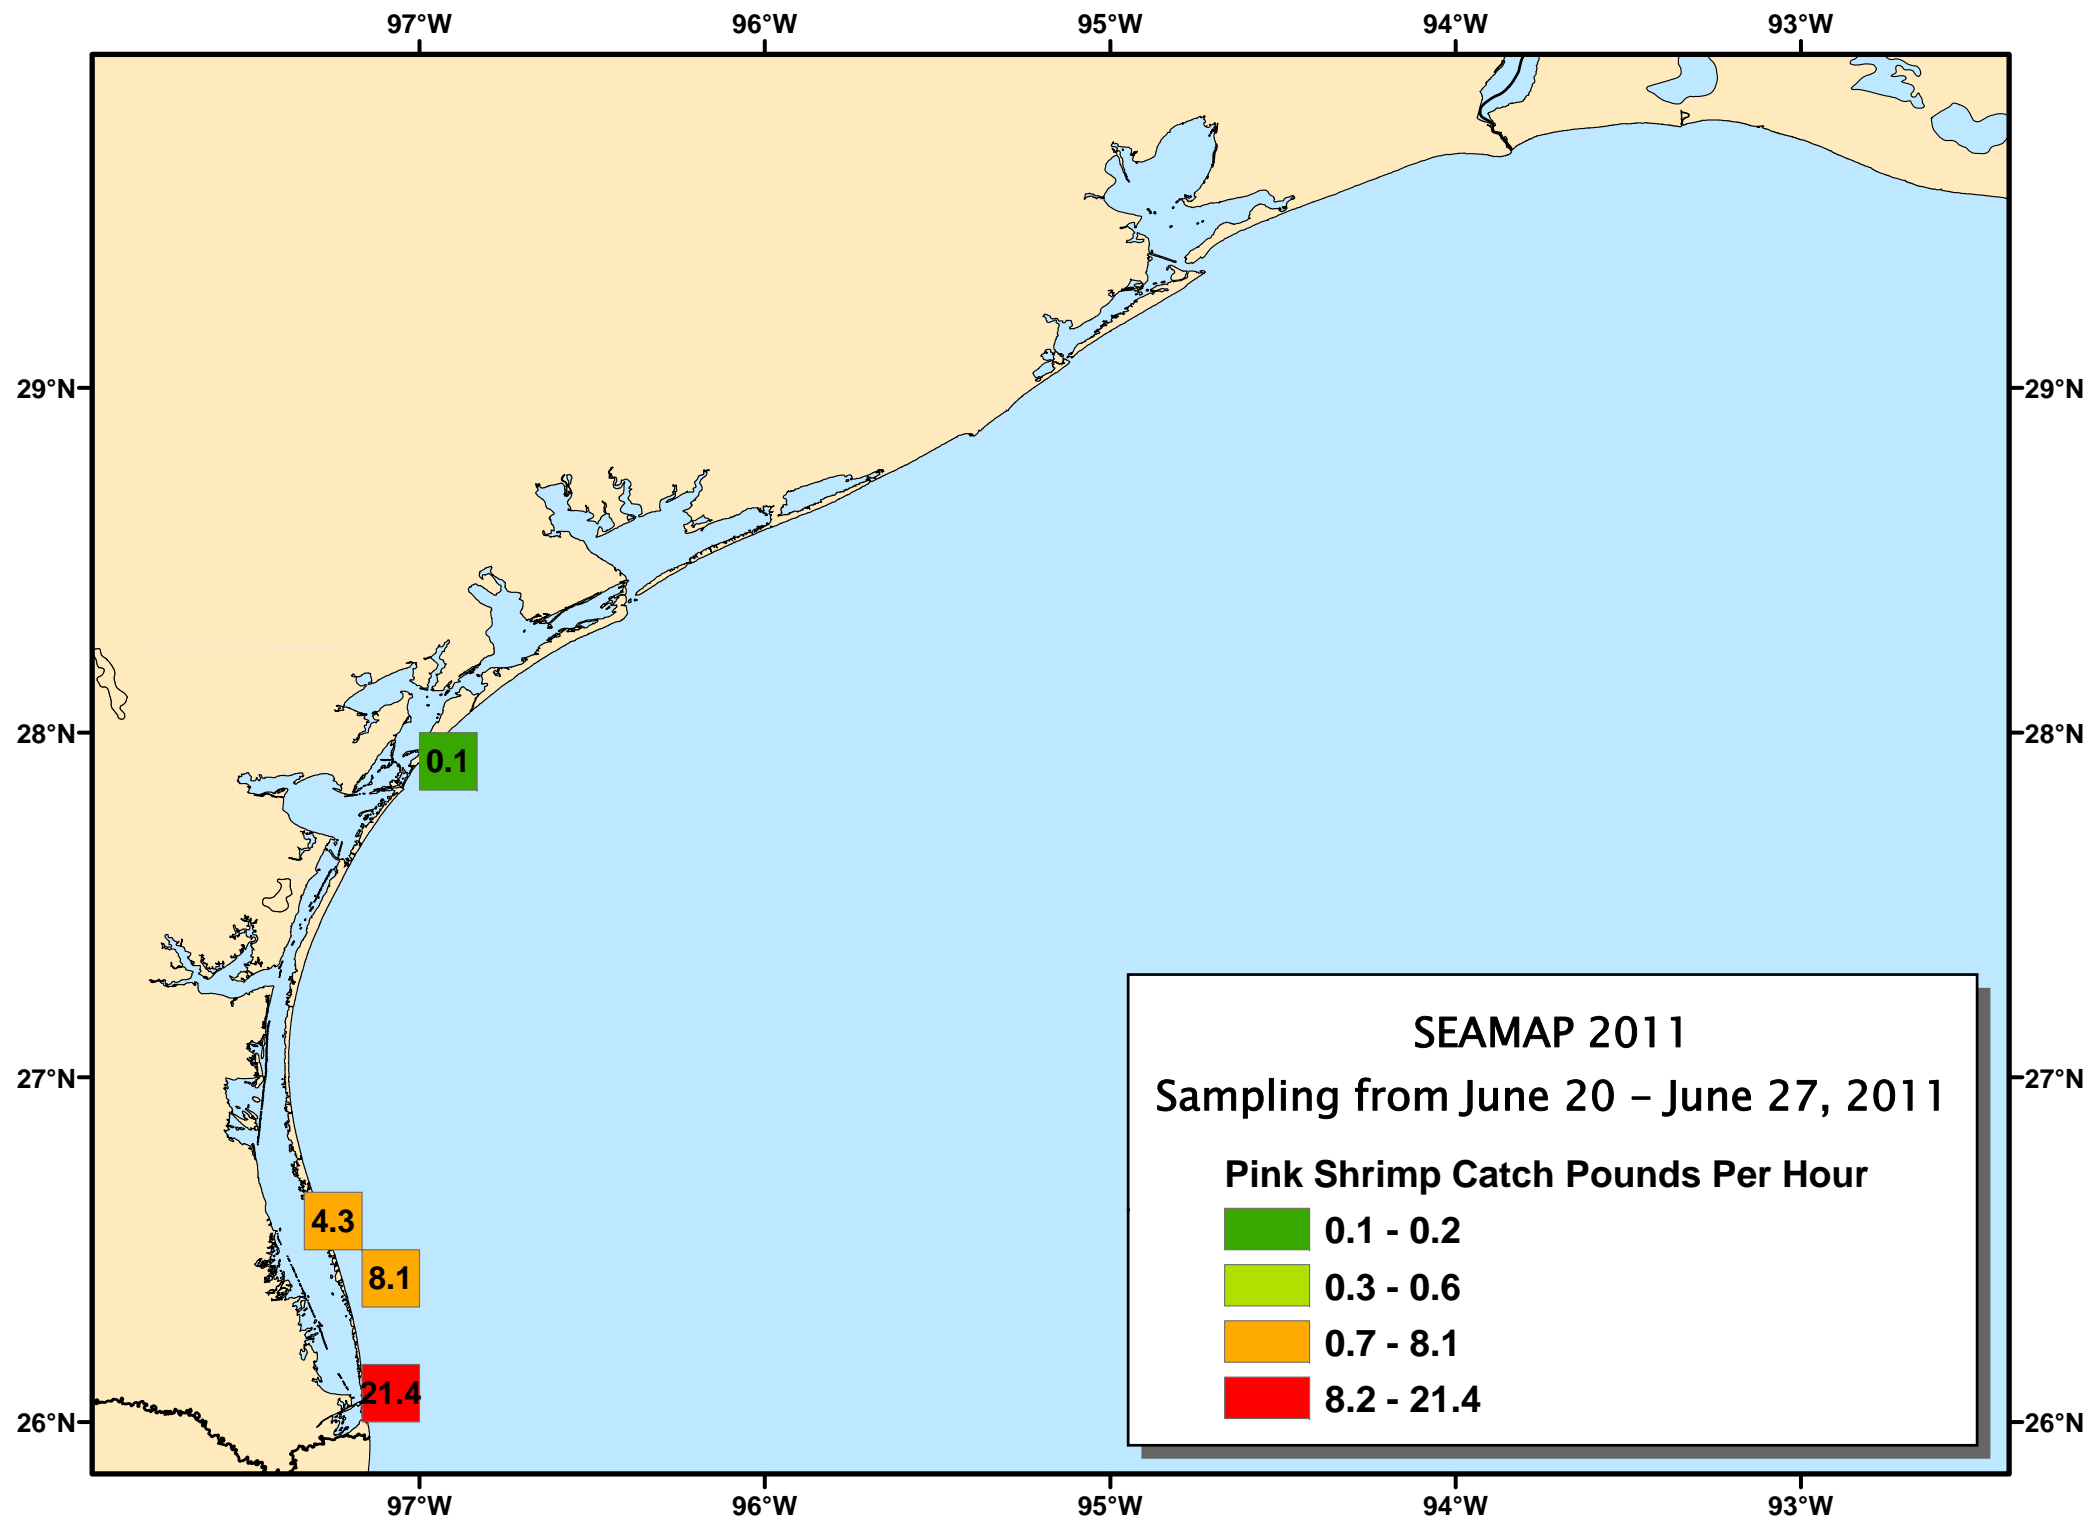 97°W 96°W 95°W 94°W 93°W
29°N 29°N
28°N 28°N
0.1
SEAMAP 2011
27°N 27°N
Sampling from June 20 - June 27, 2011
Pink Shrimp Catch Pounds Per Hour
4.3
0.1 - 0.2
8.1
0.3 - 0.6
0.7 - 8.1
21.4
8.2 - 21.4
26°N 26°N
97°W 96°W 95°W 94°W 93°W